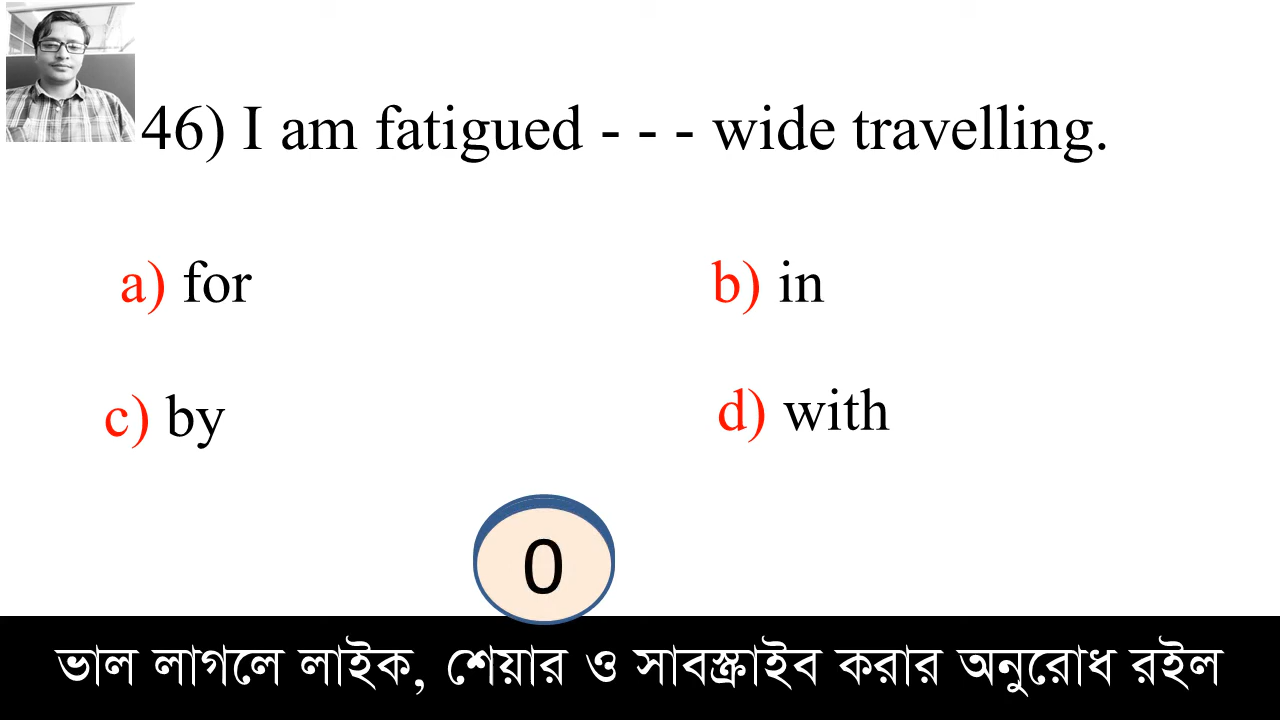 46) I am fatigued - - - wide travelling.
a) for b) in
c) by d) with
0
ভাল লাগলে লাইক, শেয়ার ও সাবস্ক্রাইব করার অনুরোধ রইল